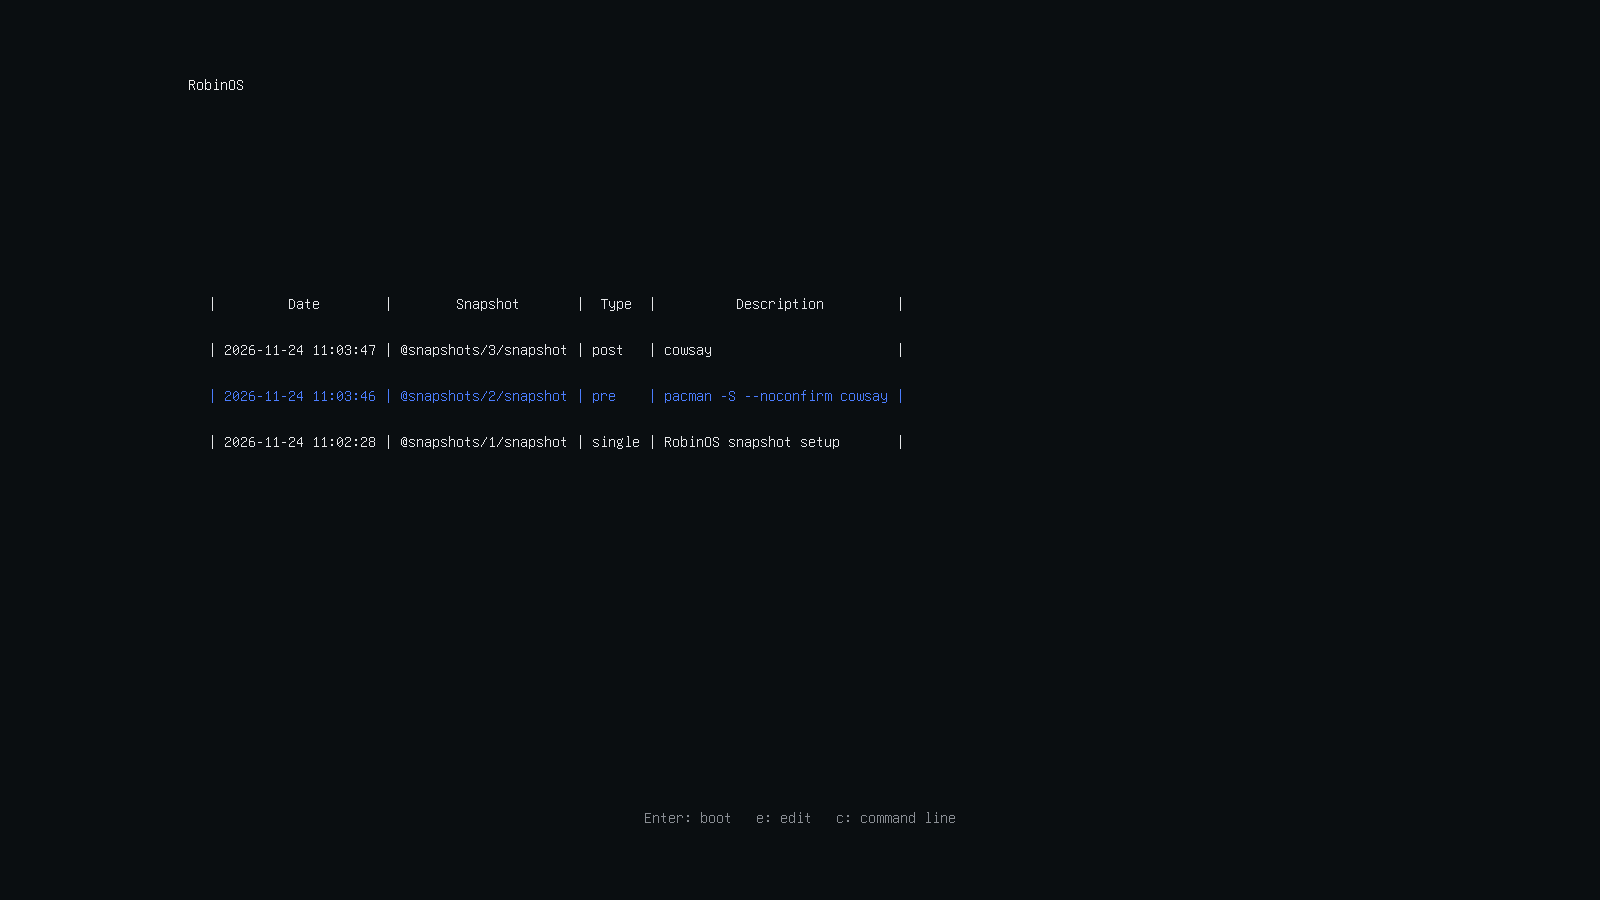 RobinOS
| Date | Snapshot | Type | Description |
| 2026-11-24 11:03:47 | @snapshots/3/snapshot | post | cowsay |
| 2026-11-24 11:03:46 | @snapshots/2/snapshot | pre | pacman -S --noconfirm cowsay |
| 2026-11-24 11:02:28 | @snapshots/1/snapshot | single | RobinOS snapshot setup |
Enter: boot e: edit c: command line